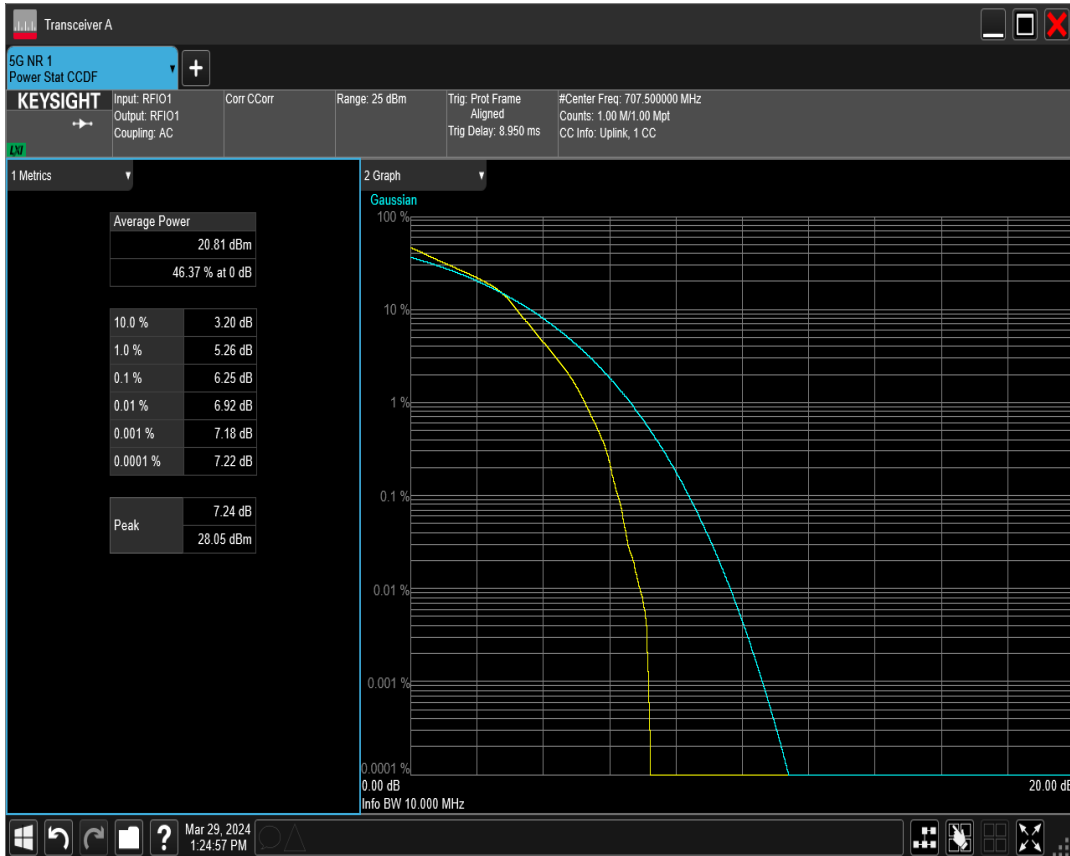 Transceiver A
5G NR 1
Power Stat CCDF
+
KEYSIGHT
LXI
Input: RFIO1
Output: RFIO1
Coupling: AC
Corr CCorr
Range: 25 dBm
Trig: Prot Frame
Aligned
Trig Delay: 8.950 ms
#Center Freq: 707.500000 MHz
Counts: 1.00 M/1.00 Mpt
CC Info: Uplink, 1 CC
1 Metrics
Average Power
20.81 dBm
46.37 % at 0 dB
10.0 % 3.20 dB
1.0 % 5.26 dB
0.1 % 6.25 dB
0.01 % 6.92 dB
0.001 % 7.18 dB
0.0001 % 7.22 dB
Peak
7.24 dB
28.05 dBm
2 Graph
Gaussian
100 %
10 %
1 %
0.1 %
0.01 %
0.001 %
0.0001 %
0.00 dB 20.00 dB
Info BW 10.000 MHz
?
Mar 29, 2024
1:24:57 PM